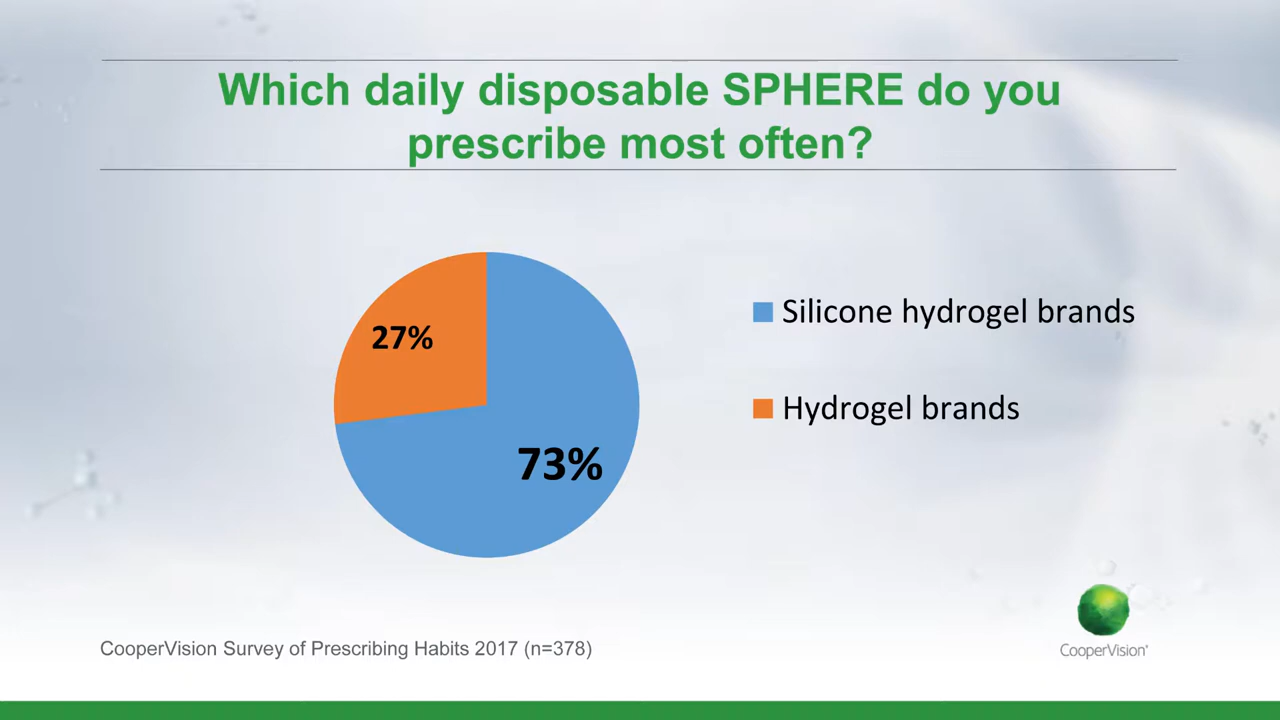 Which daily disposable SPHERE do you
prescribe most often?
27%
73%
Silicone hydrogel brands
Hydrogel brands
CooperVision Survey of Prescribing Habits 2017 (n=378)
CooperVision®